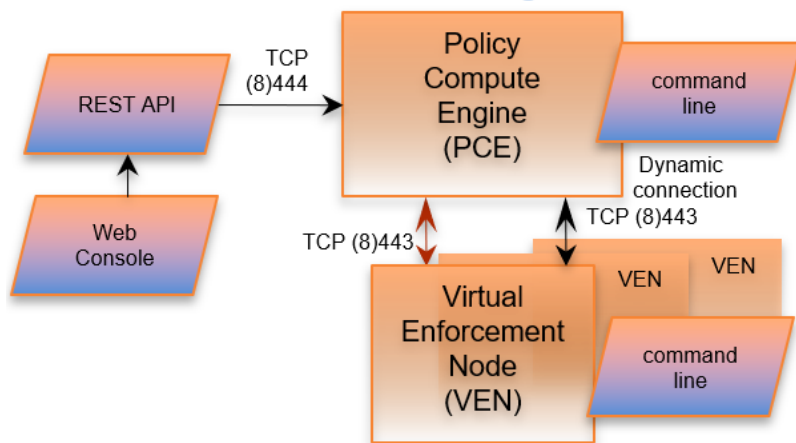 Policy
Compute
Engine
(PCE)
command
line
TCP
(8)444
REST API
Web
Console
Dynamic
connection
TCP (8)443
TCP (8)443
Virtual
Enforcement
Node
(VEN)
VEN
VEN
command
line